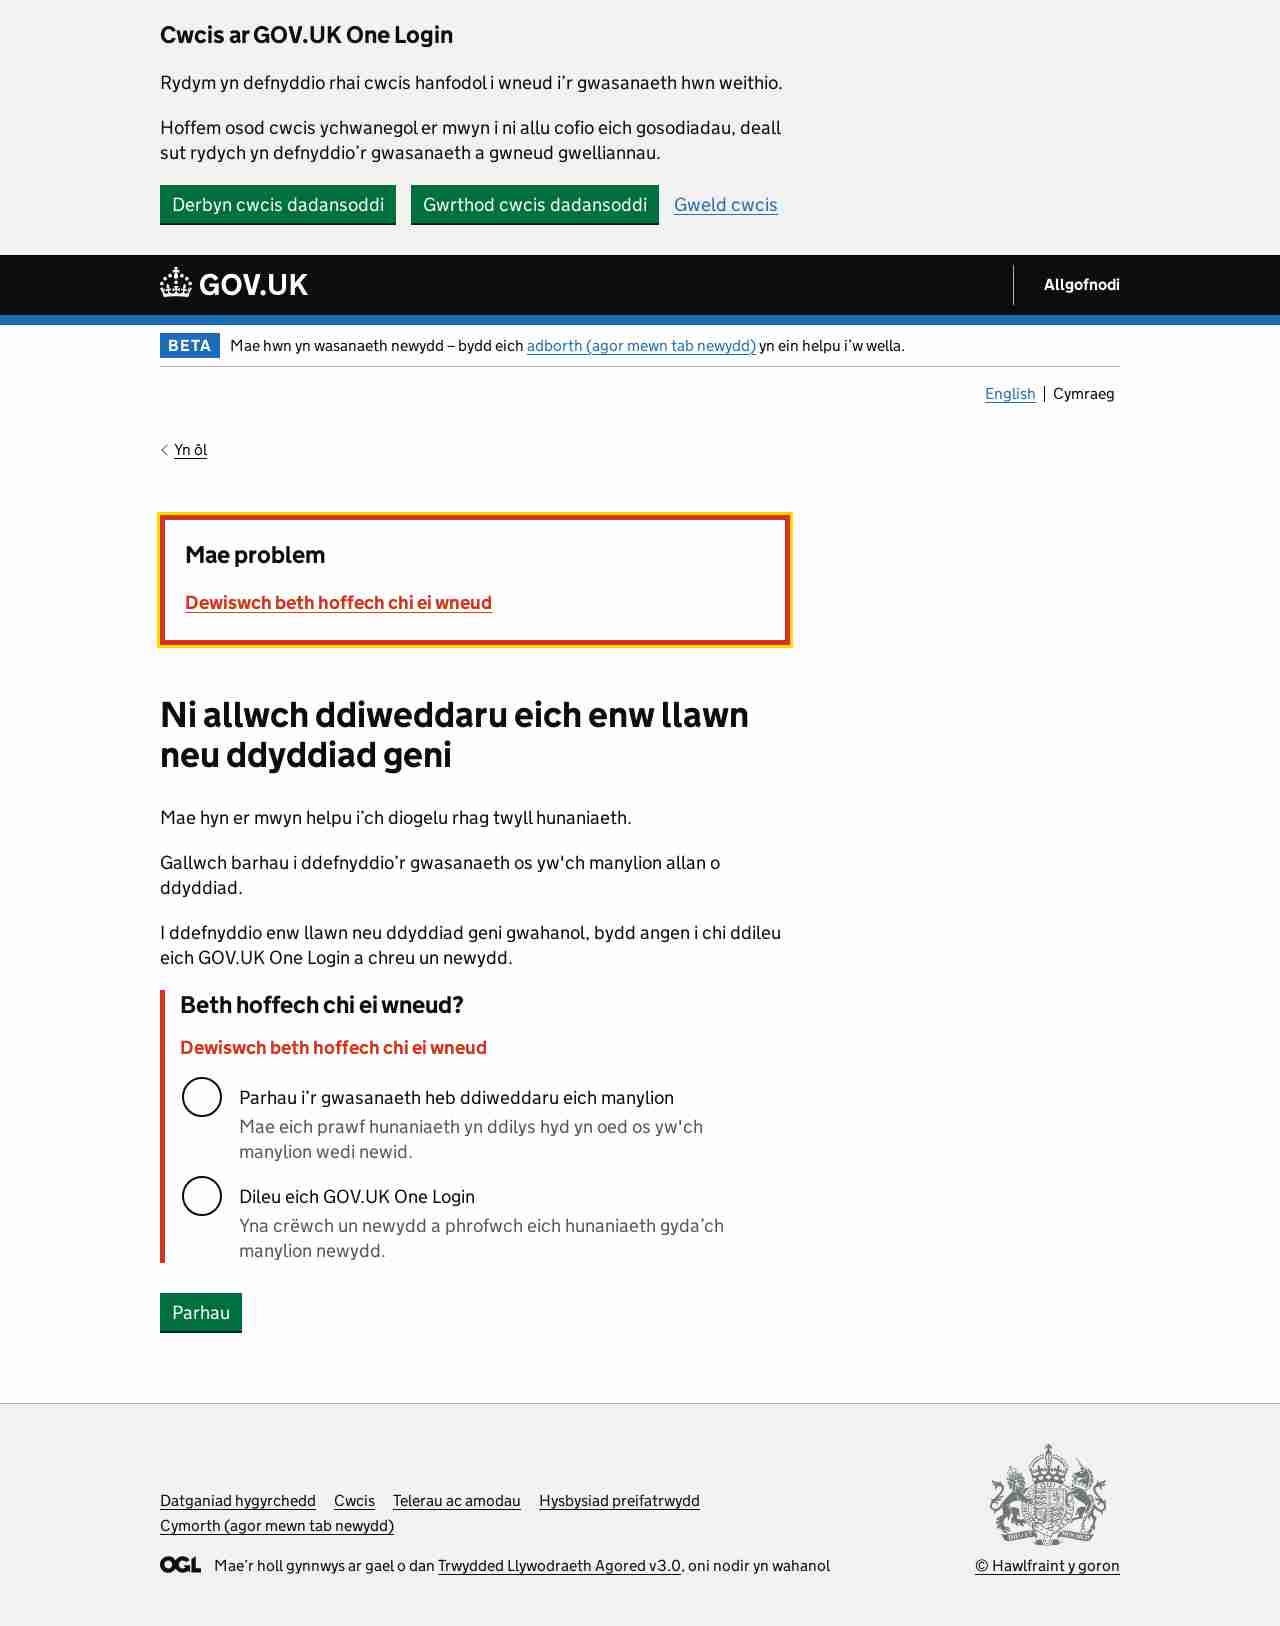 Cwcis ar GOV.UK One Login
Rydym yn defnyddio rhai cwcis hanfodol i wneud i’r gwasanaeth hwn weithio.
Hoffem osod cwcis ychwanegol er mwyn i ni allu cofio eich gosodiadau, deall
sut rydych yn defnyddio’r gwasanaeth a gwneud gwelliannau.
Derbyn cwcis dadansoddi Gwrthod cwcis dadansoddi Gweld cwcis
GOV.UK Allgofnodi
BETA Mae hwn yn wasanaeth newydd – bydd eich adborth (agor mewn tab newydd) yn ein helpu i’w wella.
English Cymraeg
Yn ôl
Mae problem
Dewiswch beth hoffech chi ei wneud
Ni allwch ddiweddaru eich enw llawn
neu ddyddiad geni
Mae hyn er mwyn helpu i’ch diogelu rhag twyll hunaniaeth.
Gallwch barhau i ddefnyddio’r gwasanaeth os yw'ch manylion allan o
ddyddiad.
I ddefnyddio enw llawn neu ddyddiad geni gwahanol, bydd angen i chi ddileu
eich GOV.UK One Login a chreu un newydd.
Beth hoffech chi ei wneud?
Dewiswch beth hoffech chi ei wneud
Parhau i’r gwasanaeth heb ddiweddaru eich manylion
Mae eich prawf hunaniaeth yn ddilys hyd yn oed os yw'ch
manylion wedi newid.
Dileu eich GOV.UK One Login
Yna crëwch un newydd a phrofwch eich hunaniaeth gyda’ch
manylion newydd.
Parhau
Datganiad hygyrchedd Cwcis Telerau ac amodau Hysbysiad preifatrwydd
Cymorth (agor mewn tab newydd)
OGL Mae’r holl gynnwys ar gael o dan Trwydded Llywodraeth Agored v3.0, oni nodir yn wahanol
© Hawlfraint y goron